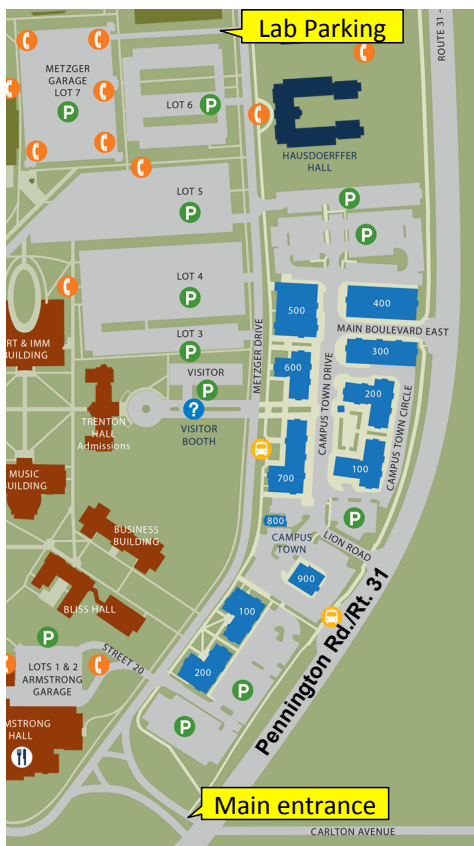 Lab Parking
ROUTE 31 -
METZGER
GARAGE
LOT 7
P
LOT 6
P
HAUSDOERFFER
HALL
LOT 5
P
P
P
LOT 4
P
500
400
MAIN BOULEVARD EAST
LOT 3
P
300
RT & IMM
BUILDING
METZGER DRIVE
600
CAMPUS TOWN DRIVE
VISITOR
P
200
CAMPUS TOWN CIRCLE
TRENTON
HALL
Admissions
?
VISITOR
BOOTH
100
MUSIC
BUILDING
700
P
BUSINESS
BUILDING
800
CAMPUS
TOWN
LION ROAD
900
BLISS HALL
100
Pennington Rd./Rt. 31
P
LOTS 1 & 2
ARMSTRONG
GARAGE
STREET 20
200
P
P
MSTRONG
HALL
Main entrance
CARLTON AVENUE